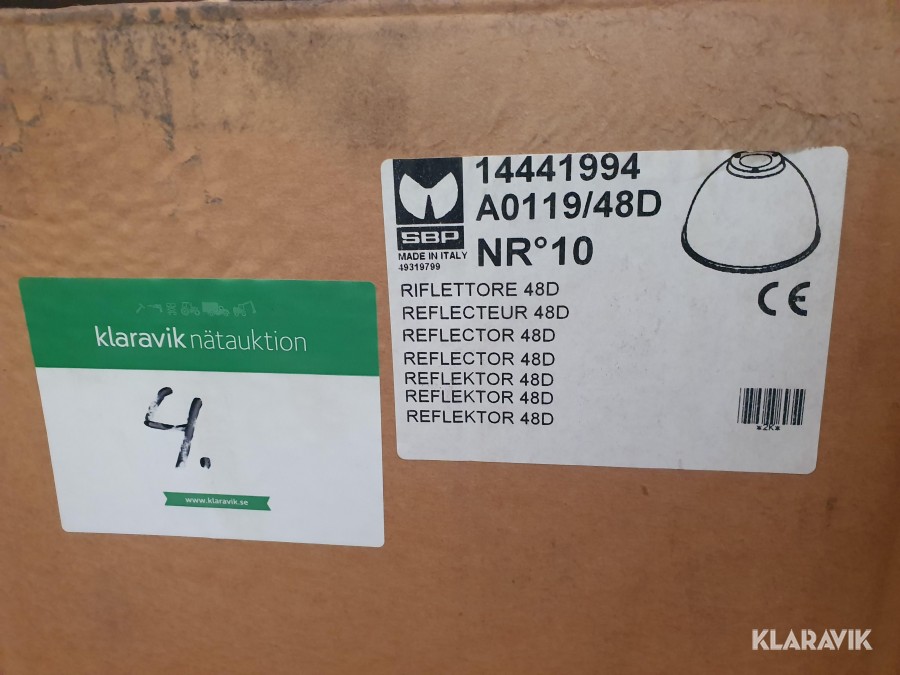 14441994
A0119/48D
SBP
MADE IN ITALY
49319799
NR°10
RIFLETTORE 48D
REFLECTEUR 48D
REFLECTOR 48D
REFLECTOR 48D
REFLEKTOR 48D
REFLEKTOR 48D
REFLEKTOR 48D
CE
*2K*
klaravik nätauktion
4.
www.klaravik.se
KLARAVIK